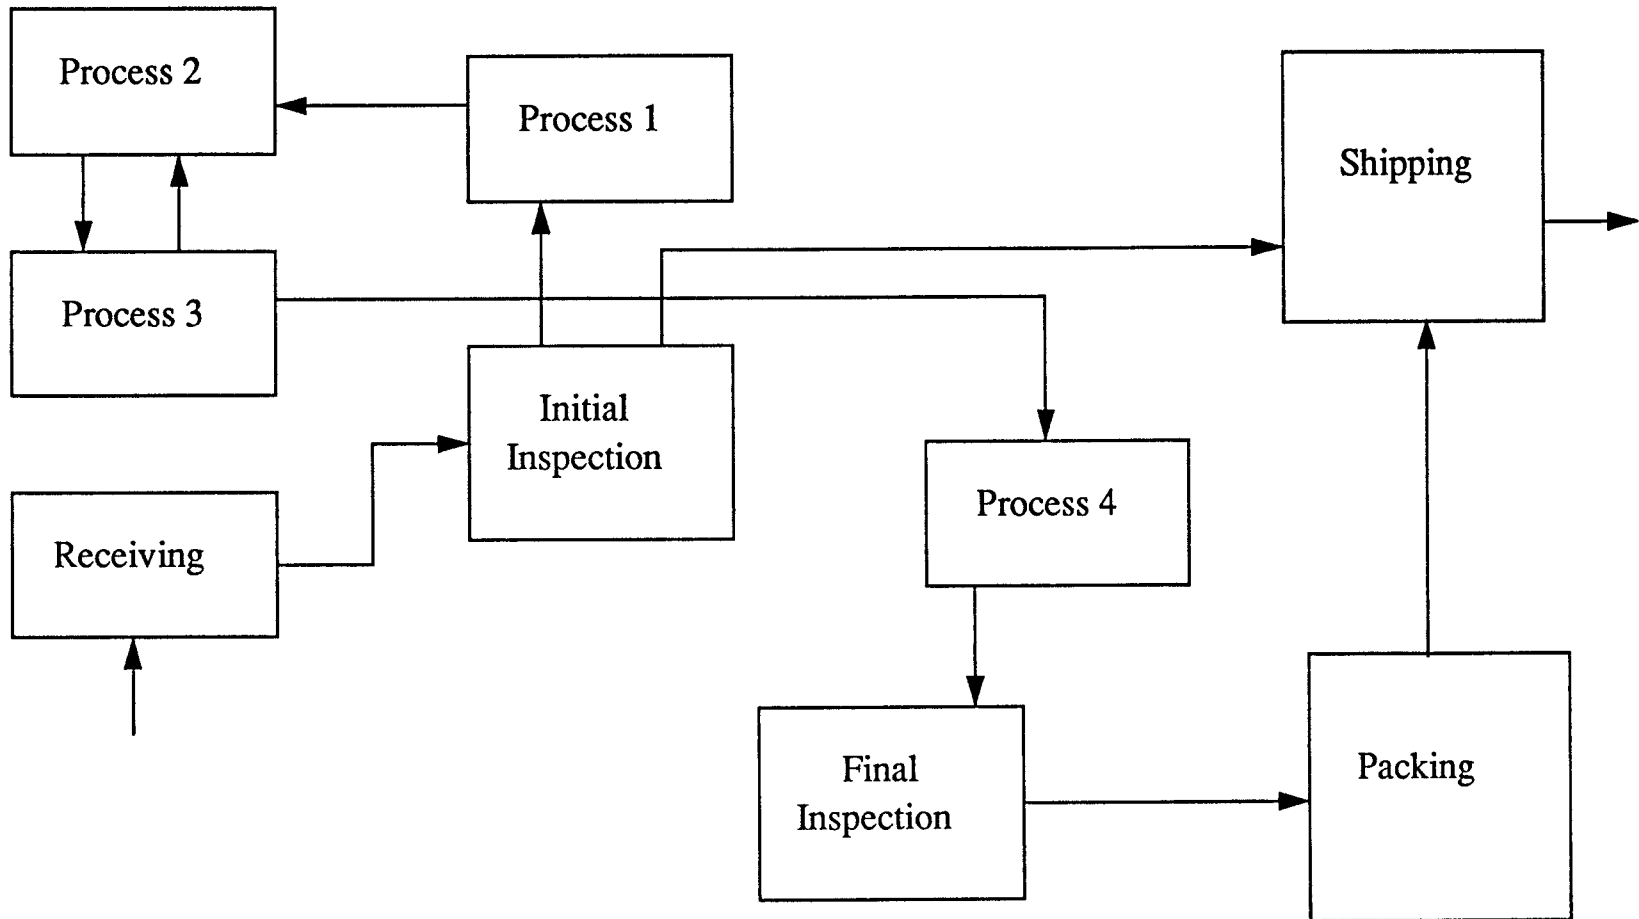 Process 2
Process 1
Shipping
Process 3
Initial
Inspection
Process 4
Receiving
Final
Inspection
Packing